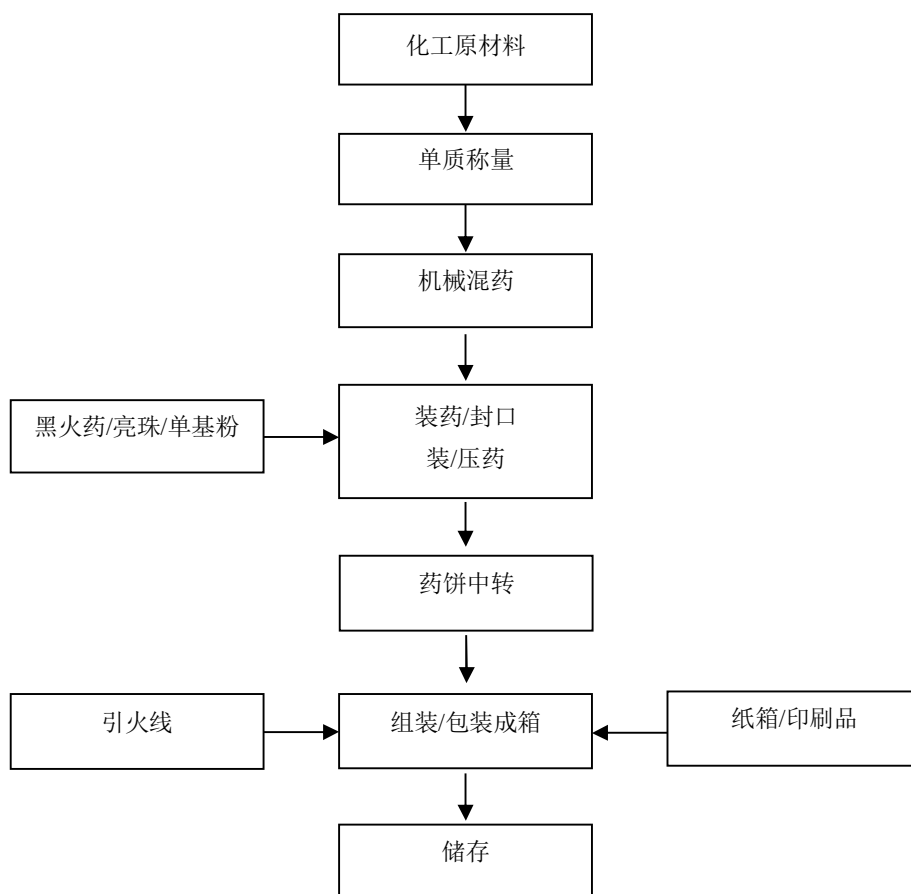 化工原材料
单质称量
机械混药
黑火药/亮珠/单基粉
装药/封口
装/压药
药饼中转
引火线
组装/包装成箱
纸箱/印刷品
储存